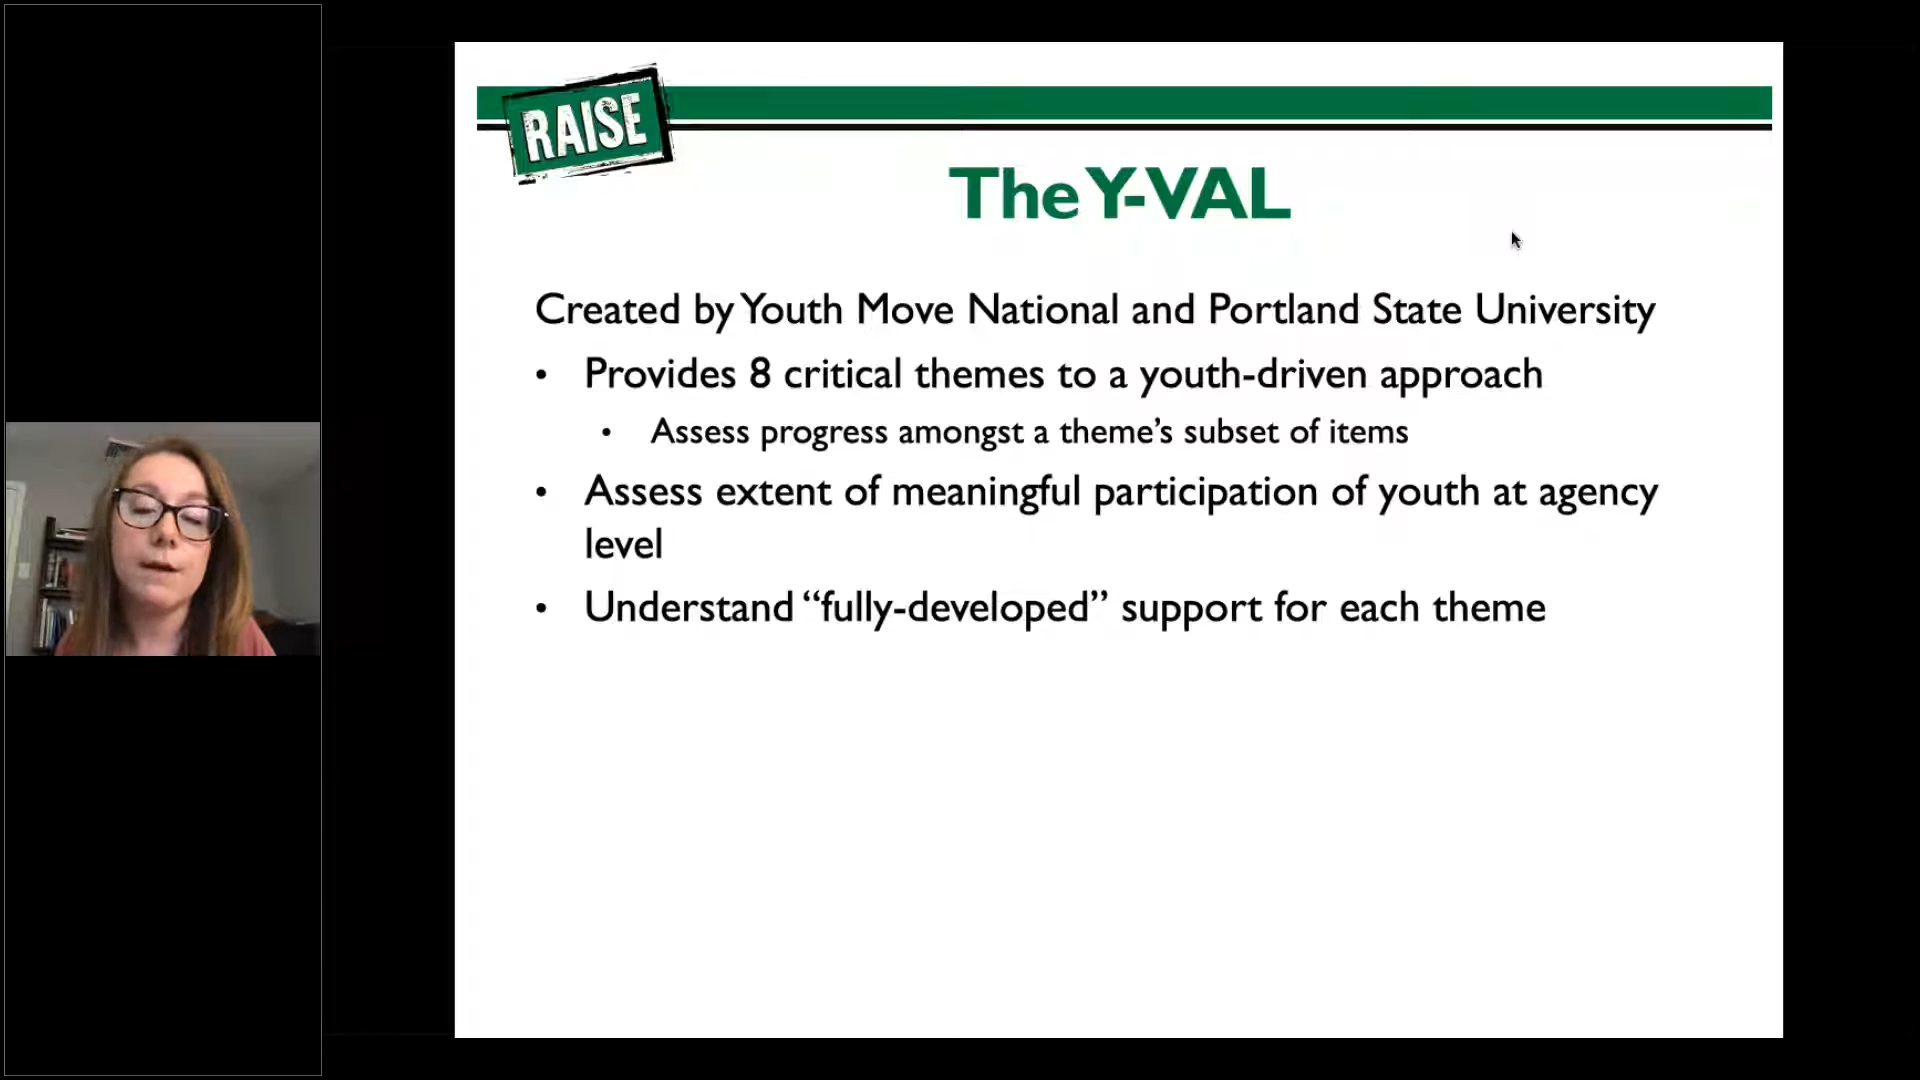 RAISE
The Y-VAL
Created by Youth Move National and Portland State University
• Provides 8 critical themes to a youth-driven approach
• Assess progress amongst a theme’s subset of items
• Assess extent of meaningful participation of youth at agency
level
• Understand “fully-developed” support for each theme